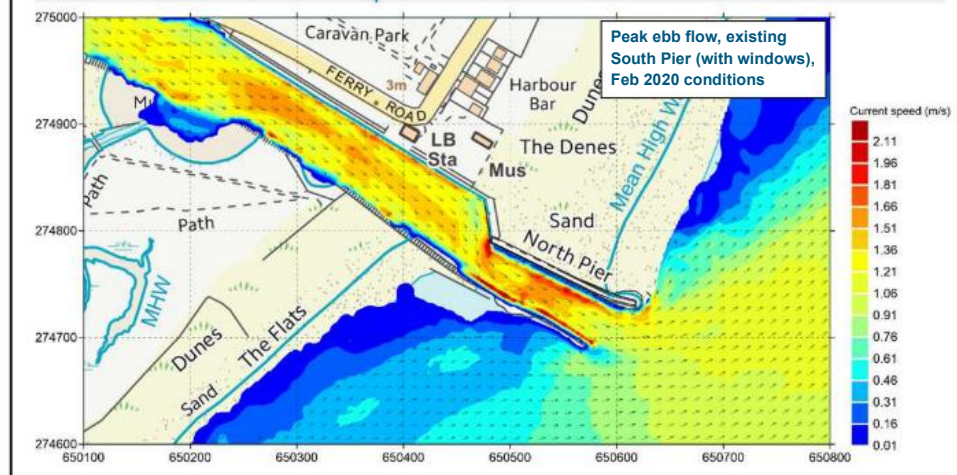 275000
274900
274800
274700
274600
650100
650200
650300
650400
650500
650600
650700
650800
Peak ebb flow, existing
South Pier (with windows),
Feb 2020 conditions
Caravan Park
FERRY ROAD
3m
Harbour
Bar
Dune
LB
Sta
Mus
The Denes
Mean High W
Sand
North Pier
Mu
Path
Path
MHW
Dunes
The Flats
Sand
Current speed (m/s)
2.11
1.96
1.81
1.66
1.51
1.36
1.21
1.06
0.91
0.76
0.61
0.46
0.31
0.16
0.01